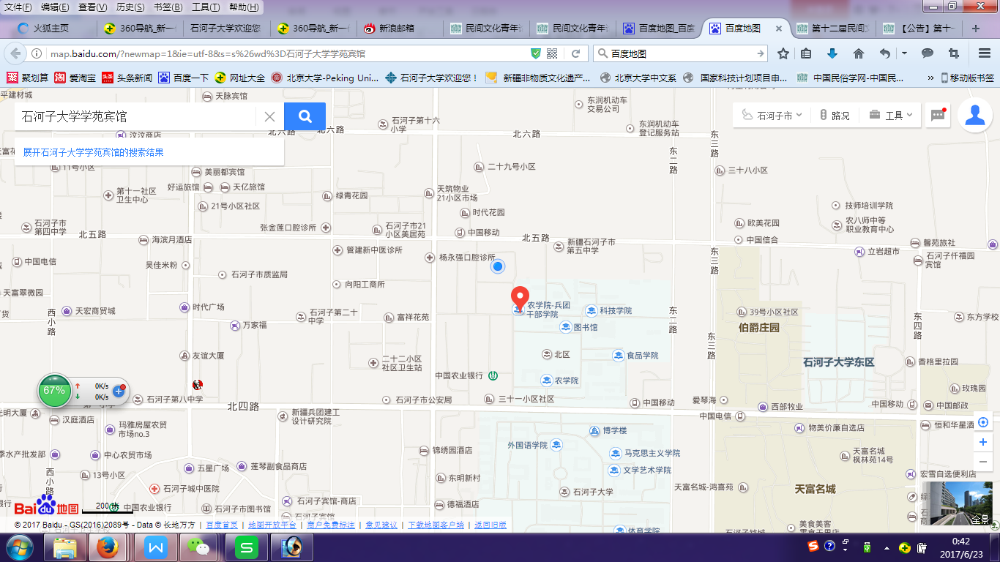 文件(F) 编辑(E) 查看(V) 历史(S) 书签(B) 工具(T) 帮助(H)
火狐主页
360导航_新一
石河子大学欢迎您
360导航_新一
新浪邮箱
民间文化青年
民间文化青年
百度地图_百度
百度地图
第十二届民间
【公告】第十
map.baidu.com/?newmap=1&ie=utf-8&s=s%26wd%3D石河子大学学苑宾馆
百度地图
聚划算 爱淘宝 头条新闻 百度一下 网址大全 北京大学-Peking Uni... 石河子大学欢迎您！ 新疆非物质文化遗产... 北京大学中文系 国家科技计划项目申... 中国民俗学网-中国民... » 移动版书签
平建材城
天脉宾馆
东润机动车
交易公司
石河子大学学苑宾馆
石河子市 路况 工具
石河子第十六
小学
东润机动车
登记服务站
汶汶商店
北六路
北六路
北六路
东三路
东二路
展开石河子大学学苑宾馆的搜索结果
11号小区
美丽都宾馆
二十九号小区
三十八小区
好运旅馆
天亿旅馆
第十一社区
卫生中心
绿青花园
天筑物业
21小区市场
21号小区社区
时代花园
技师培训学院
石河子市
第四中学
张金莲口腔诊所
石河子市21
小区美居苑
中国移动
欧美花园
农八师中等
职业教育中心
北五路
海滨月酒店
北五路
新疆石河子市
第五中学
中国信合
馨苑旅社
管建新中医诊所
杨永强口腔诊所
立岩超市
石河子仟禧园
宾馆
中国电信
吴佳米粉
石河子市质监局
向阳工商所
东三路
天富翠微园
时代广场
天宏商贸城
西小路
万家福
石河子第二十
中学
富祥花苑
农学院-兵团
干部学院
科技学院
图书馆
东二路
39号小区社区
伯爵庄园
东四路
东方学校
东三路
友谊大厦
二十二小区
社区卫生站
北区
食品学院
石河子大学东区
香格里拉园
中国农业银行
农学院
玫瑰园
67%
0K/s
0K/s
石河子第八中学
北四路
石河子市公安局
三十一小区社区
中国移动
爱琴海
西部牧业
中国移动
中国邮政
光明大厦
汉庭酒店
新疆兵团建工
设计研究院
中国电信
玛雅房屋农贸
市场no.3
博学楼
物美价廉自选店
恒和华星酒
外国语学院
季水产批发部
中心农贸市场
锦绣园酒店
马克思主义学院
天富名城
枫林苑14号
西小路
五星广场
莲琴副食品商店
文学艺术学院
13号小区
东明新村
宏雪自选便利店
石河子城中医院
石河子大学
天富名城-鸿喜苑
天富名城
Baidu地图
200 米
中国农业银行
石河子市图书馆
石河子宾馆-商店
石河子宾馆
德福酒店
体育学院
美食美客
全景
© 2017 Baidu - GS(2016)2089号 - Data © 长地万方 | 百度首页 | 地图开放平台 | 商户免费标注 | 意见建议 | 下载地图客户端 | 返回旧版
0:42
2017/6/23